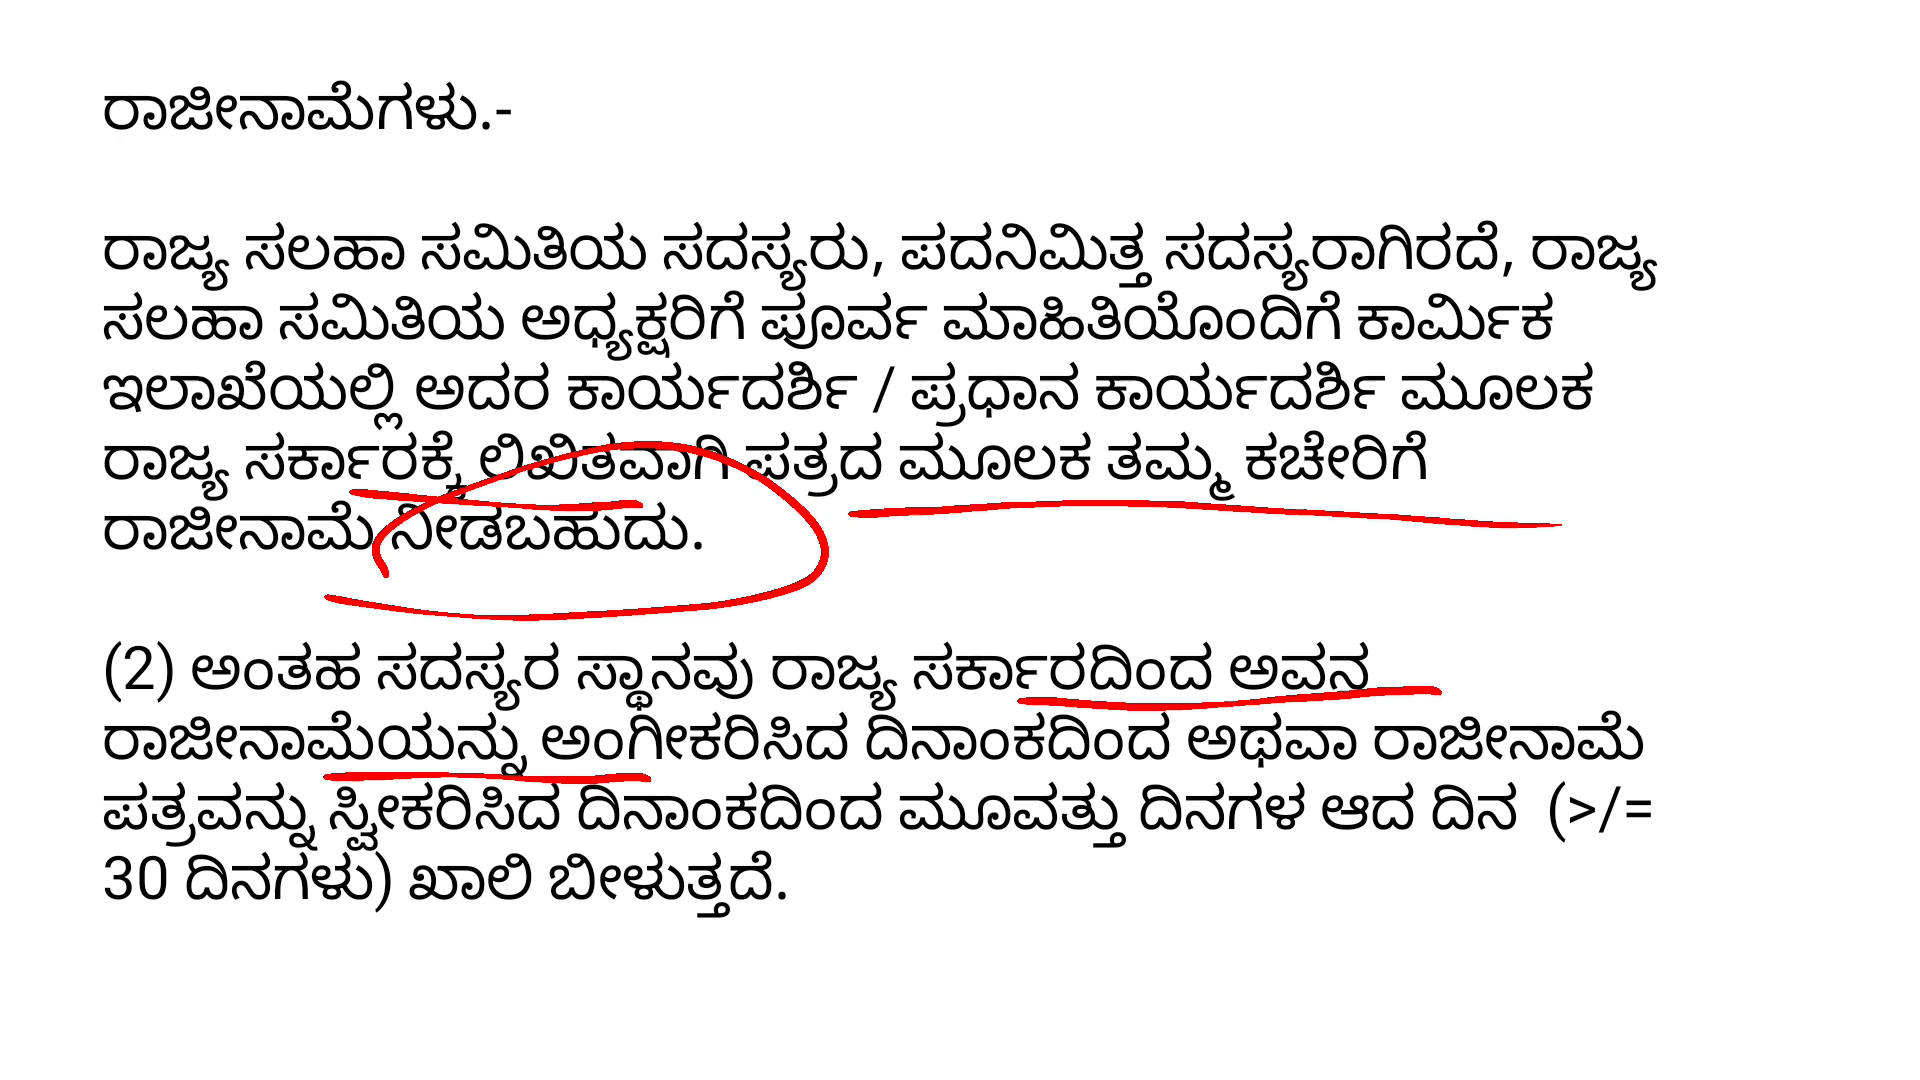 ರಾಜೀನಾಮೆಗಳು.-
ರಾಜ್ಯ ಸಲಹಾ ಸಮಿತಿಯ ಸದಸ್ಯರು, ಪದನಿಮಿತ್ತ ಸದಸ್ಯರಾಗಿರದೆ, ರಾಜ್ಯ
ಸಲಹಾ ಸಮಿತಿಯ ಅಧ್ಯಕ್ಷರಿಗೆ ಪೂರ್ವ ಮಾಹಿತಿಯೊಂದಿಗೆ ಕಾರ್ಮಿಕ
ಇಲಾಖೆಯಲ್ಲಿ ಅದರ ಕಾರ್ಯದರ್ಶಿ / ಪ್ರಧಾನ ಕಾರ್ಯದರ್ಶಿ ಮೂಲಕ
ರಾಜ್ಯ ಸರ್ಕಾರಕ್ಕೆ ಲಿಖಿತವಾಗಿ ಪತ್ರದ ಮೂಲಕ ತಮ್ಮ ಕಚೇರಿಗೆ
ರಾಜೀನಾಮೆ ನೀಡಬಹುದು.
(2) ಅಂತಹ ಸದಸ್ಯರ ಸ್ಥಾನವು ರಾಜ್ಯ ಸರ್ಕಾರದಿಂದ ಅವನ
ರಾಜೀನಾಮೆಯನ್ನು ಅಂಗೀಕರಿಸಿದ ದಿನಾಂಕದಿಂದ ಅಥವಾ ರಾಜೀನಾಮೆ
ಪತ್ರವನ್ನು ಸ್ವೀಕರಿಸಿದ ದಿನಾಂಕದಿಂದ ಮೂವತ್ತು ದಿನಗಳ ಆದ ದಿನ (>/=
30 ದಿನಗಳು) ಖಾಲಿ ಬೀಳುತ್ತದೆ.